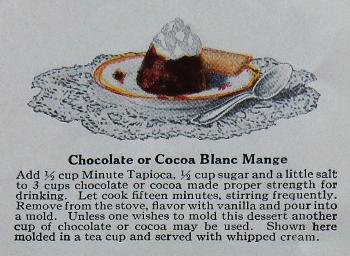 Chocolate or Cocoa Blanc Mange
Add ½ cup Minute Tapioca, ½ cup sugar and a little salt
to 3 cups chocolate or cocoa made proper strength for
drinking. Let cook fifteen minutes, stirring frequently.
Remove from the stove, flavor with vanilla and pour into
a mold. Unless one wishes to mold this dessert another
cup of chocolate or cocoa may be used. Shown here
molded in a tea cup and served with whipped cream.